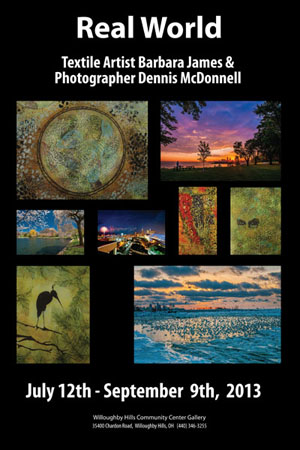 Real World
Textile Artist Barbara James &
Photographer Dennis McDonnell
July 12th - September 9th, 2013
Willoughby Hills Community Center Gallery
35400 Chardon Road, Willoughby Hills, OH (440) 346-3255